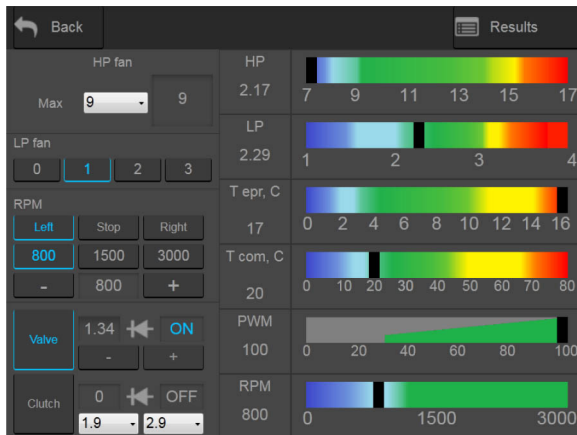 Back
Results
HP fan
Max 9 9
LP fan
0 1 2 3
RPM
Left Stop Right
800 1500 3000
- 800 +
Valve 1.34 ON
- +
Clutch 0 OFF
1.9 2.9
HP
2.17
7 9 11 13 15 17
LP
2.29
1 2 3 4
T epr, C
17
0 2 4 6 8 10 12 14 16
T com, C
20
0 10 20 30 40 50 60 70 80
PWM
100
0 20 40 60 80 100
RPM
800
0 1500 3000